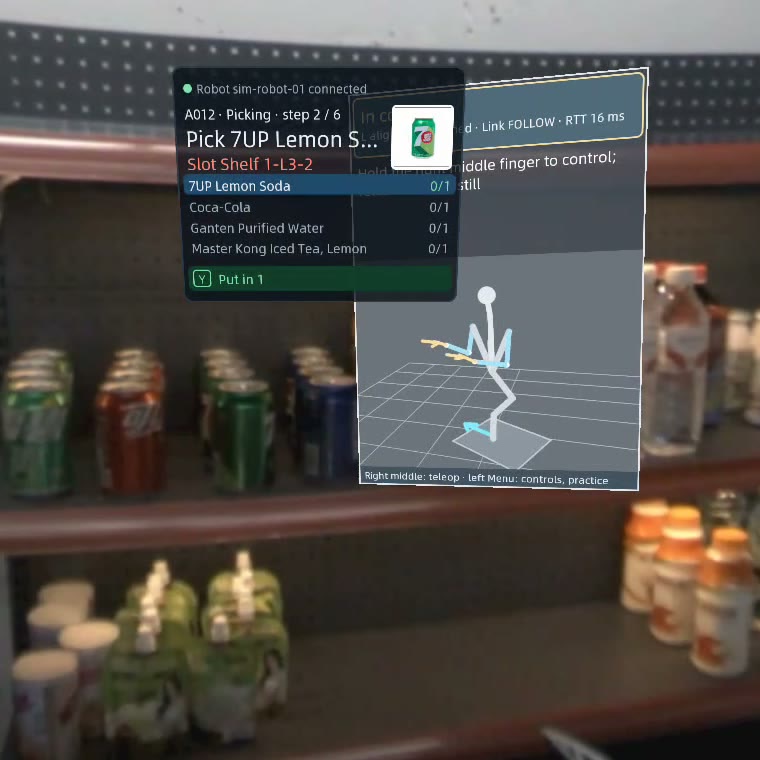 Robot sim-robot-01 connected
A012 · Picking · step 2 / 6
Pick 7UP Lemon S...
Slot Shelf 1-L3-2
7UP Lemon Soda 0/1
Coca-Cola 0/1
Ganten Purified Water 0/1
Master Kong Iced Tea, Lemon 0/1
Y Put in 1
In
· Link FOLLOW · RTT 16 ms
middle finger to control;
still
Right middle: teleop · left Menu: controls, practice